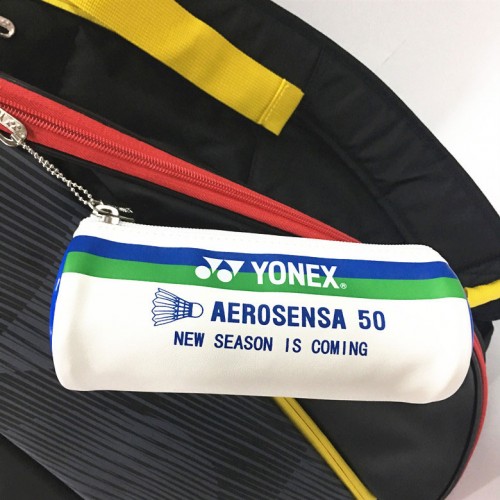 YONEX®
AEROSENSA 50
NEW SEASON IS COMING